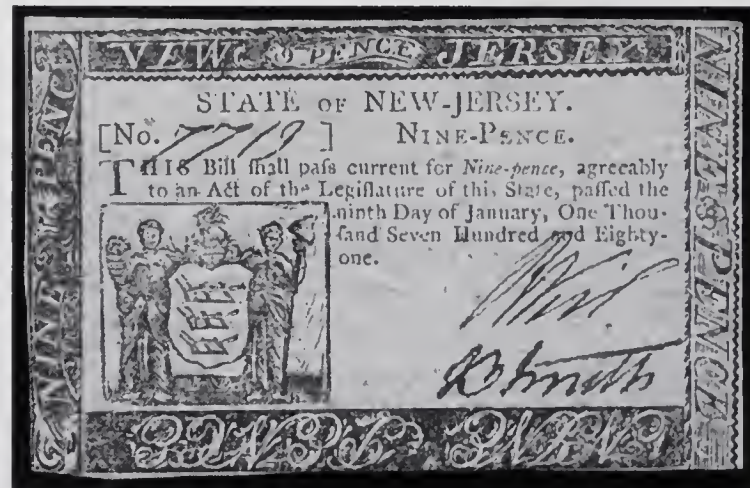 NEW 9 PENCE JERSEY
STATE OF NEW-JERSEY.
[No. 7719 ] NINE-PENCE.
THIS Bill ſhall paſs current for Nine-pence, agreeably
to an Act of the Legiſlature of this State, paſſed the
ninth Day of January, One Thou-
ſand Seven Hundred and Eighty-
one.
NINE PENCE